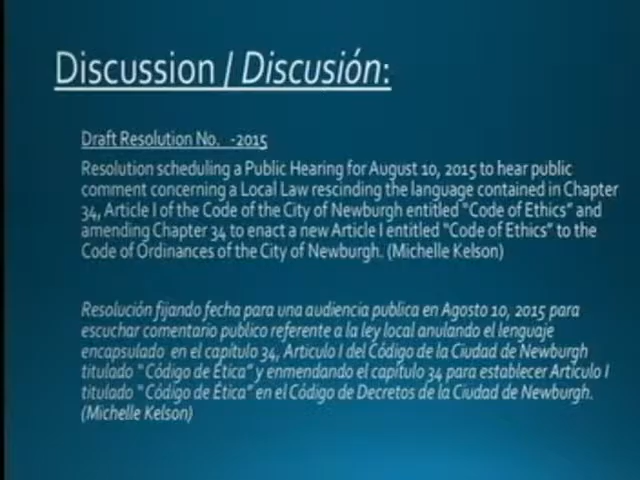 Discussion / Discusión:
Draft Resolution No.   -2015
Resolution scheduling a Public Hearing for August 10, 2015 to hear public
comment concerning a Local Law rescinding the language contained in Chapter
34, Article I of the Code of the City of Newburgh entitled "Code of Ethics" and
amending Chapter 34 to enact a new Article I entitled "Code of Ethics" to the
Code of Ordinances of the City of Newburgh. (Michelle Kelson)
Resolución fijando fecha para una audiencia publica en Agosto 10, 2015 para
escuchar comentario publico referente a la ley local anulando el lenguaje
encapsulado  en el capítulo 34, Articulo I del Código de la Ciudad de Newburgh
titulado " Código de Ética" y enmendando el capítulo 34 para establecer Artículo I
titulado " Código de Ética" en el Código de Decretos de la Ciudad de Newburgh.
(Michelle Kelson)